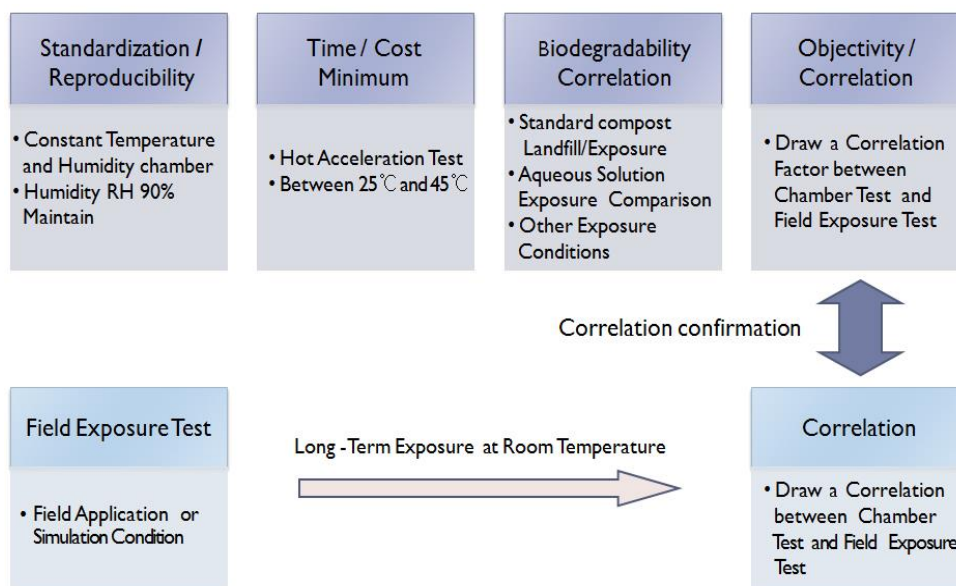 Standardization /
Reproducibility
• Constant Temperature
and Humidity chamber
• Humidity RH 90%
Maintain
Time / Cost
Minimum
• Hot Acceleration Test
• Between 25℃ and 45℃
Biodegradability
Correlation
• Standard compost
Landfill/Exposure
• Aqueous Solution
Exposure Comparison
• Other Exposure
Conditions
Objectivity /
Correlation
• Draw a Correlation
Factor between
Chamber Test and
Field Exposure Test
Correlation confirmation
Field Exposure Test
• Field Application or
Simulation Condition
Long -Term Exposure at Room Temperature
Correlation
• Draw a Correlation
between Chamber
Test and Field Exposure
Test